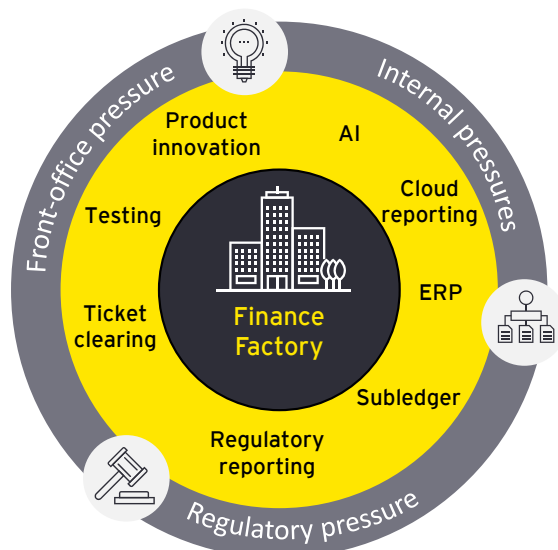 Front-office pressure
Internal pressures
Product
innovation
AI
Cloud
reporting
Testing
ERP
Ticket
clearing
Finance
Factory
Subledger
Regulatory
reporting
Regulatory pressure